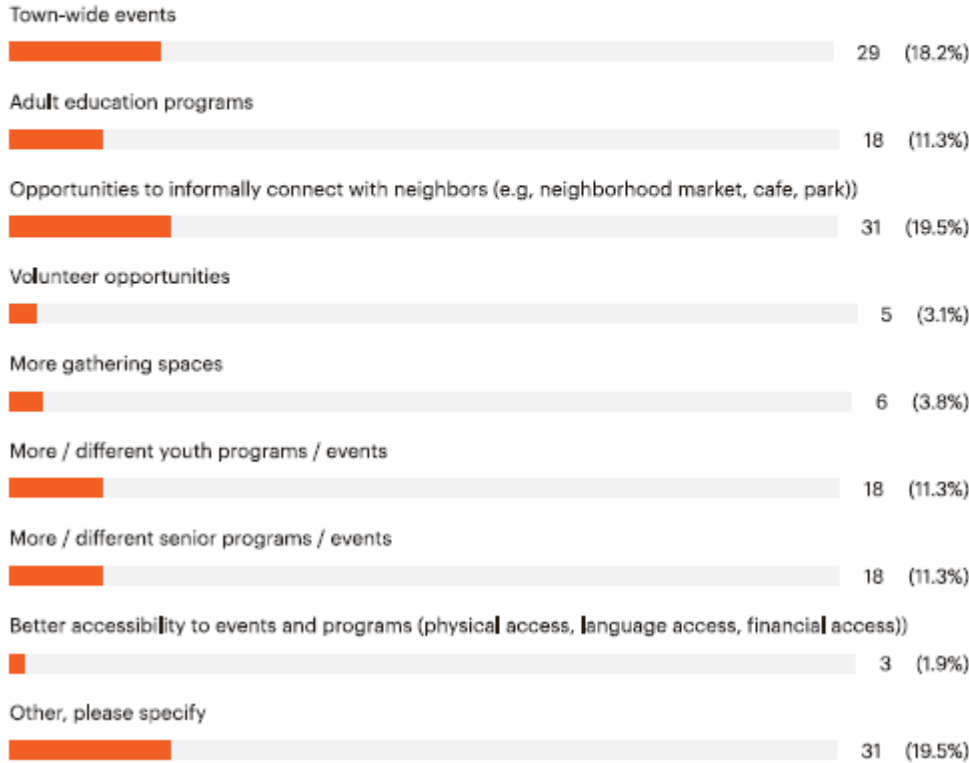 Town-wide events
29 (18.2%)
Adult education programs
18 (11.3%)
Opportunities to informally connect with neighbors (e.g, neighborhood market, cafe, park))
31 (19.5%)
Volunteer opportunities
5 (3.1%)
More gathering spaces
6 (3.8%)
More / different youth programs / events
18 (11.3%)
More / different senior programs / events
18 (11.3%)
Better accessibility to events and programs (physical access, language access, financial access))
3 (1.9%)
Other, please specify
31 (19.5%)